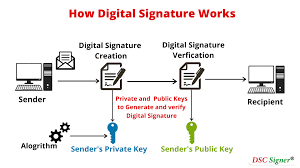 How Digital Signature Works
Digital Signature
Creation
Digital Signature
Verfication
Sender
Recipient
Private and Public Keys
to Generate and verify
Digital Signature
Alogrithm
Sender's Private Key
Sender's Public Key
DSC Signer®